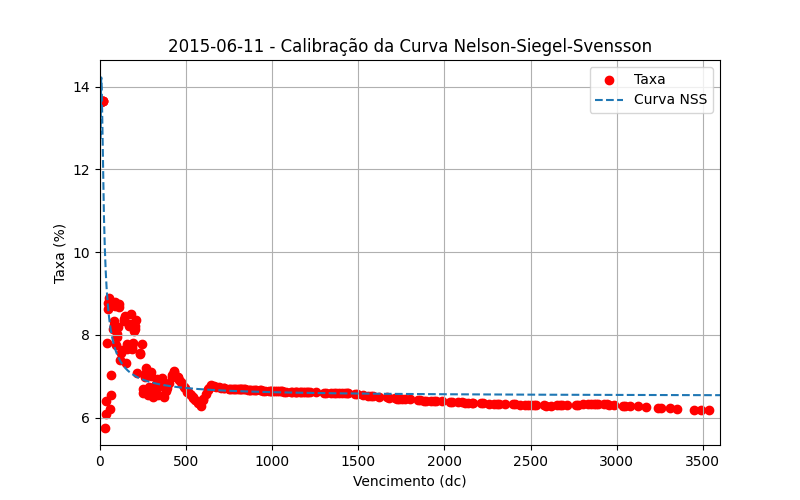 2015-06-11 - Calibração da Curva Nelson-Siegel-Svensson
Taxa
Curva NSS
Taxa (%)
14
12
10
8
6
0 500 1000 1500 2000 2500 3000 3500
Vencimento (dc)